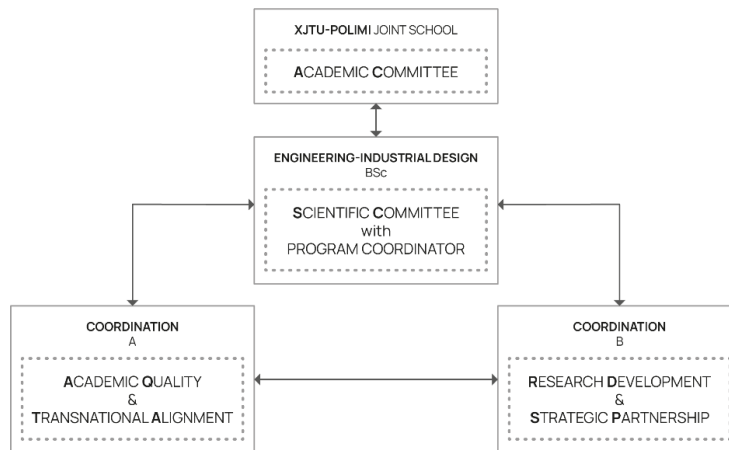 XJTU-POLIMI JOINT SCHOOL
ACADEMIC COMMITTEE
ENGINEERING-INDUSTRIAL DESIGN
BSc
SCIENTIFIC COMMITTEE
with
PROGRAM COORDINATOR
COORDINATION
A
ACADEMIC QUALITY
&
TRANSNATIONAL ALIGNMENT
COORDINATION
B
RESEARCH DEVELOPMENT
&
STRATEGIC PARTNERSHIP